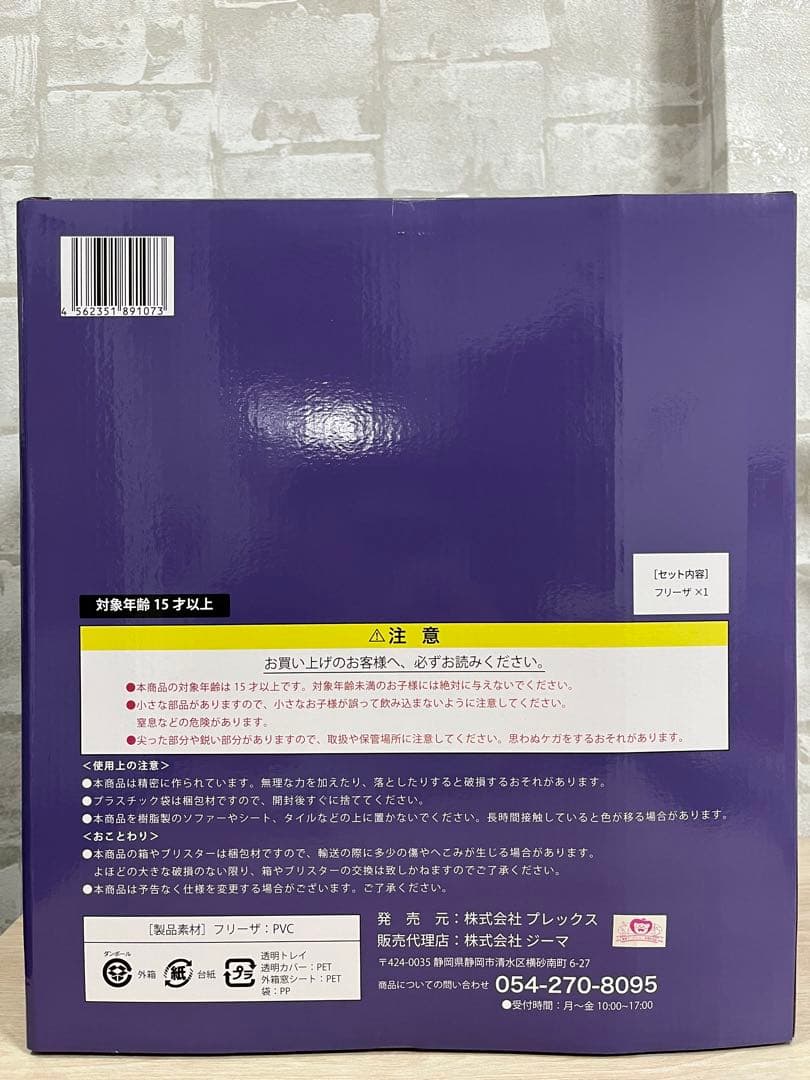 4 562351 891073
[セット内容]
フリーザ ×1
対象年齢 15 才以上
⚠注 意
お買い上げのお客様へ、必ずお読みください。
●本商品の対象年齢は 15 才以上です。対象年齢未満のお子様には絶対に与えないでください。
●小さな部品がありますので、小さなお子様が誤って飲み込まないように注意してください。
窒息などの危険があります。
●尖った部分や鋭い部分がありますので、取扱や保管場所に注意してください。思わぬケガをするおそれがあります。
＜使用上の注意＞
●本商品は精密に作られています。無理な力を加えたり、落としたりすると破損するおそれがあります。
●プラスチック袋は梱包材ですので、開封後すぐに捨ててください。
●本商品を樹脂製のソファーやシート、タイルなどの上に置かないでください。長時間接触していると色が移る場合があります。
＜おことわり＞
●本商品の箱やブリスターは梱包材ですので、輸送の際に多少の傷やへこみが生じる場合があります。
よほどの大きな破損のない限り、箱やブリスターの交換は致しかねますのでご了承ください。
●本商品は予告なく仕様を変更する場合がございます。ご了承ください。
［製品素材］フリーザ：PVC
ダンボール
外箱
紙
台紙
プラ
透明トレイ
透明カバー：PET
外箱窓シート：PET
袋：PP
発 売 元：株式会社 プレックス
販売代理店：株式会社 ジーマ
〒424-0035 静岡県静岡市清水区横砂南町 6-27
商品についての問い合わせ 054-270-8095
●受付時間：月〜金 10:00~17:00